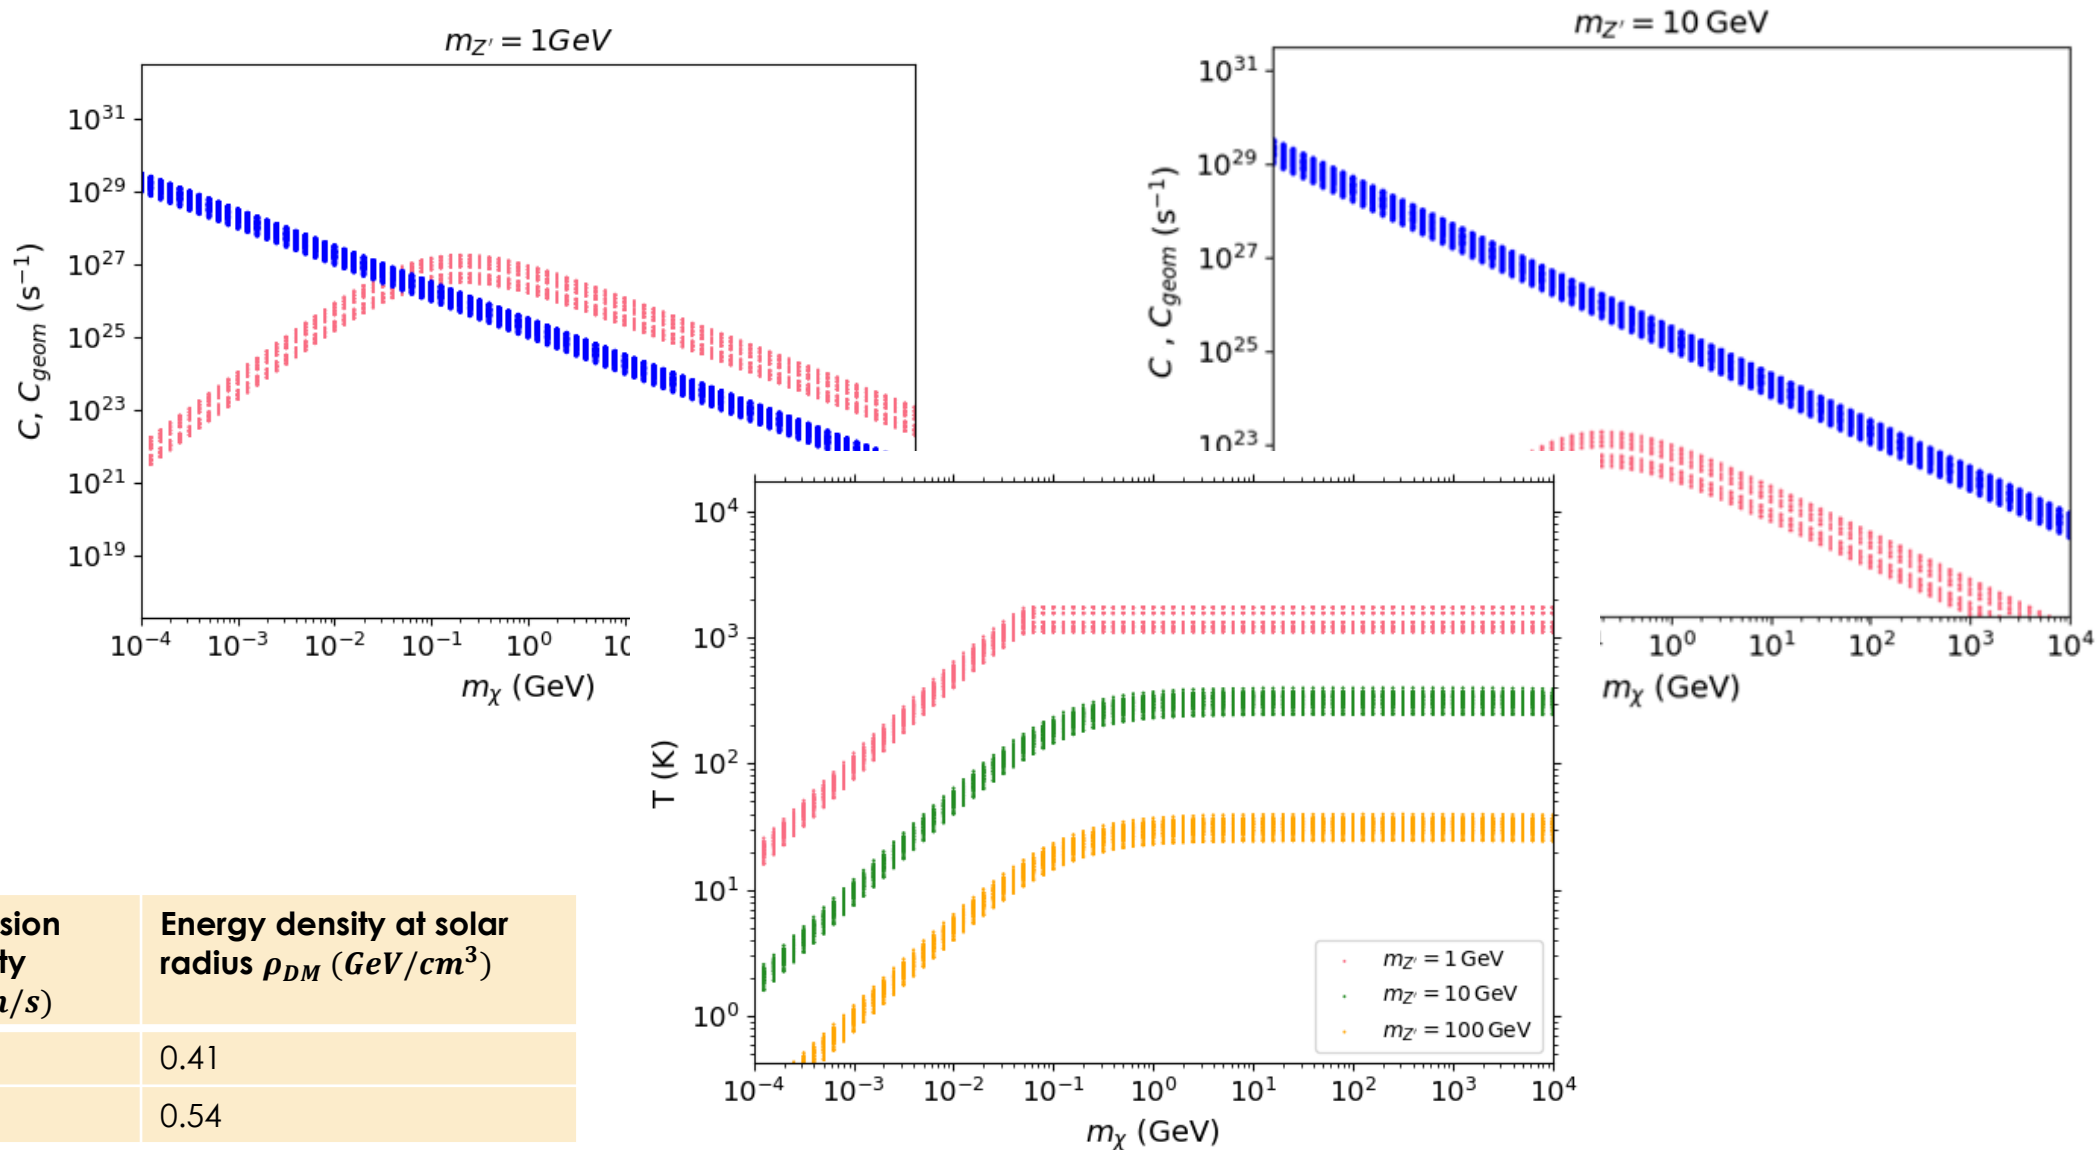 m_Z' = 1GeV
10^31
10^29
10^27
10^25
10^23
10^21
10^19
C, C_geom (s^−1)
10^−4 10^−3 10^−2 10^−1 10^0
m_χ (GeV)
m_Z' = 10 GeV
10^31
10^29
10^27
10^25
10^23
C , C_geom (s^−1)
10^0 10^1 10^2 10^3 10^4
m_χ (GeV)
10^4
10^3
10^2
10^1
10^0
T (K)
m_Z' = 1 GeV
m_Z' = 10 GeV
m_Z' = 100 GeV
10^−4 10^−3 10^−2 10^−1 10^0 10^1 10^2 10^3 10^4
m_χ (GeV)
sion
ty
/s)
Energy density at solar
radius ρ_DM (GeV/cm^3)
0.41
0.54